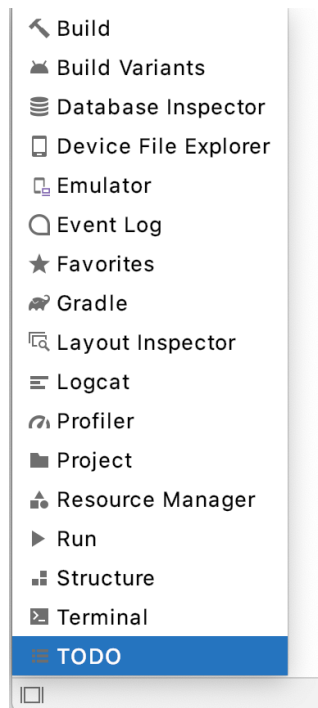 Build
Build Variants
Database Inspector
Device File Explorer
Emulator
Event Log
Favorites
Gradle
Layout Inspector
Logcat
Profiler
Project
Resource Manager
Run
Structure
Terminal
TODO